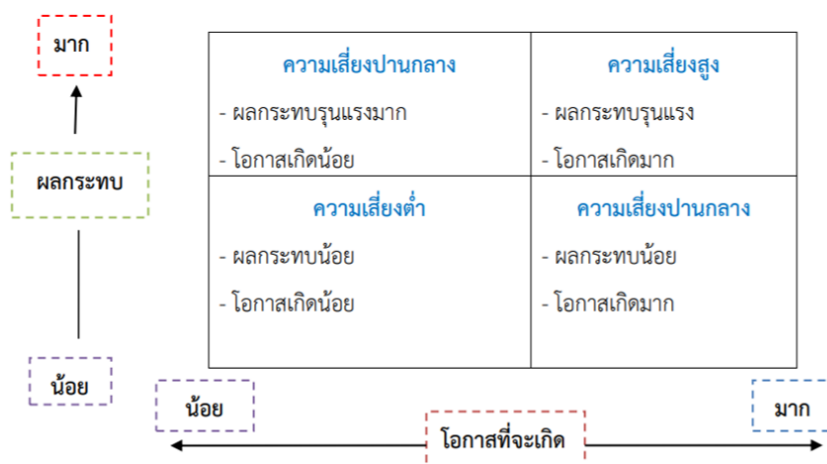 มาก
ความเสี่ยงปานกลาง
ความเสี่ยงสูง
- ผลกระทบรุนแรงมาก
- ผลกระทบรุนแรง
- โอกาสเกิดน้อย
- โอกาสเกิดมาก
ผลกระทบ
ความเสี่ยงต่ำ
ความเสี่ยงปานกลาง
- ผลกระทบน้อย
- ผลกระทบน้อย
- โอกาสเกิดน้อย
- โอกาสเกิดมาก
น้อย
น้อย
มาก
โอกาสที่จะเกิด